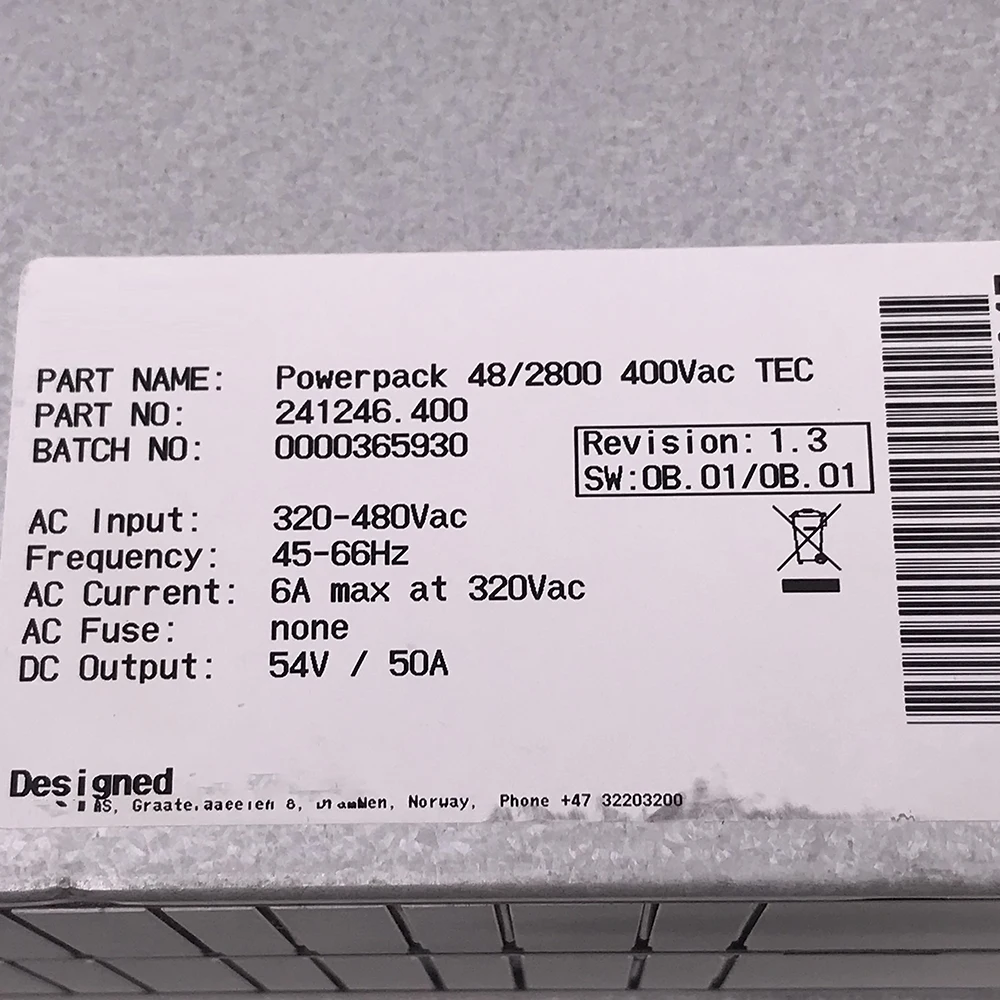 PART NAME: Powerpack 48/2800 400Vac TEC
PART NO: 241246.400
BATCH NO: 0000365930
Revision: 1.3
SW:0B.01/0B.01
AC Input: 320-480Vac
Frequency: 45-66Hz
AC Current: 6A max at 320Vac
AC Fuse: none
DC Output: 54V / 50A
Designed
AS, 8, Norway, Phone +47 32203200